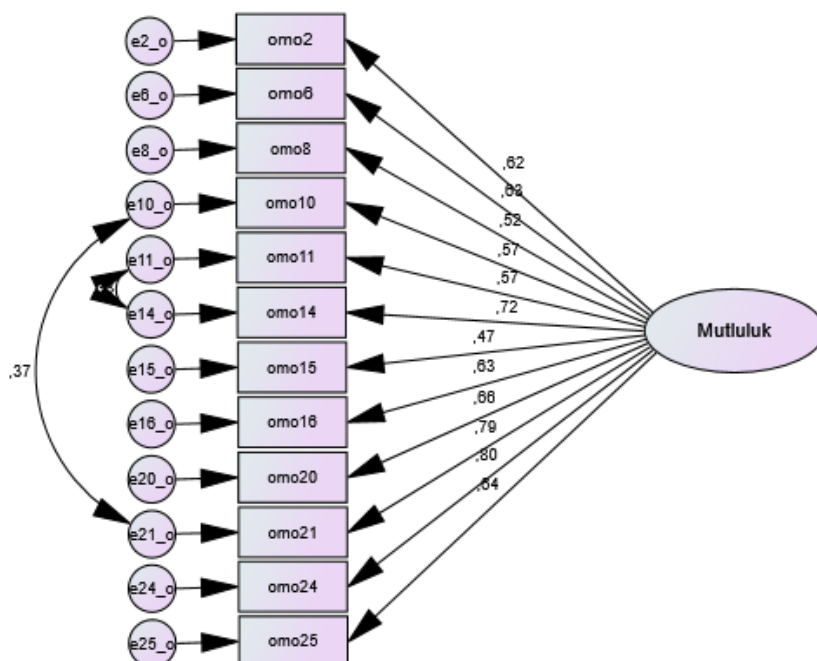 e2_o
omo2
e6_o
omo6
e8_o
omo8
e10_o
omo10
e11_o
omo11
e14_o
omo14
e15_o
omo15
e16_o
omo16
e20_o
omo20
e21_o
omo21
e24_o
omo24
e25_o
omo25
,37
,62
,63
,52
,57
,57
,72
,47
,63
,66
,79
,80
,64
Mutluluk